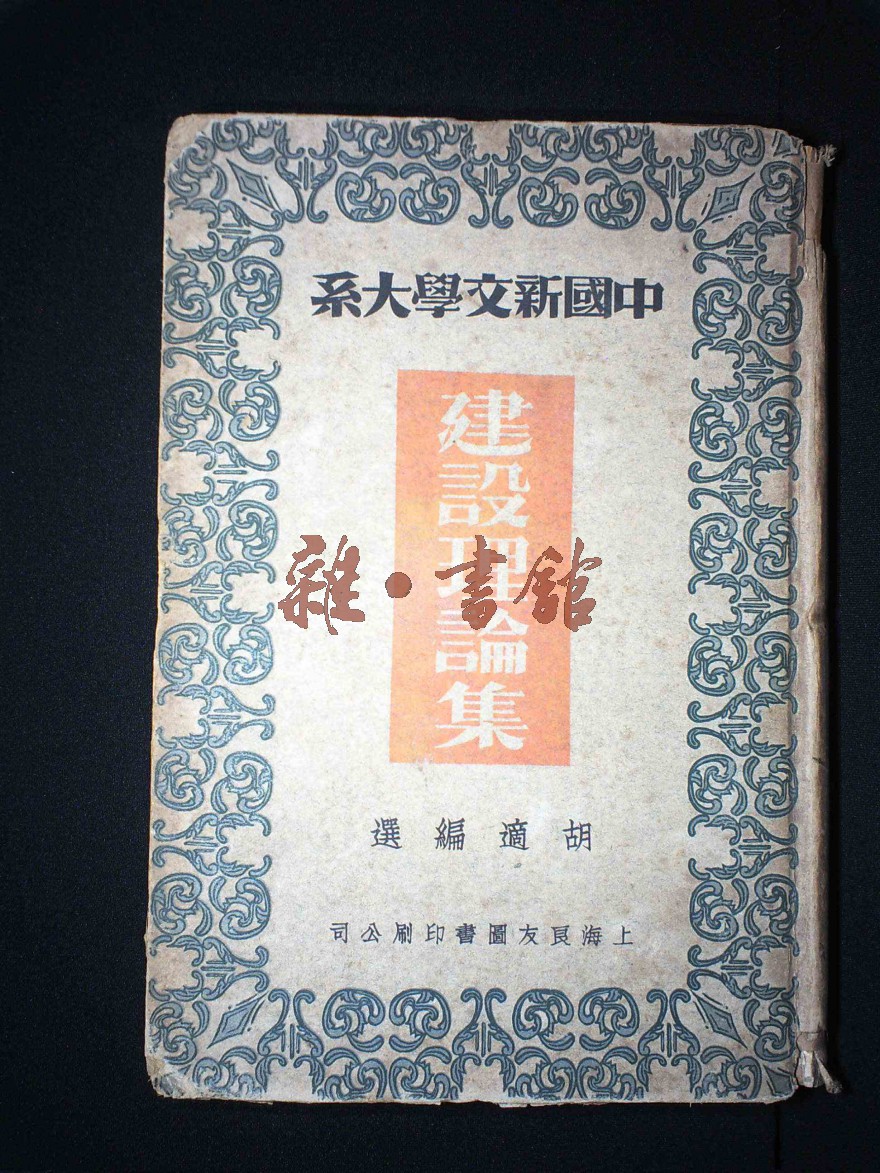 中國新文學大系
建設理論集
雜·書館
胡適編選
上海良友圖書印刷公司